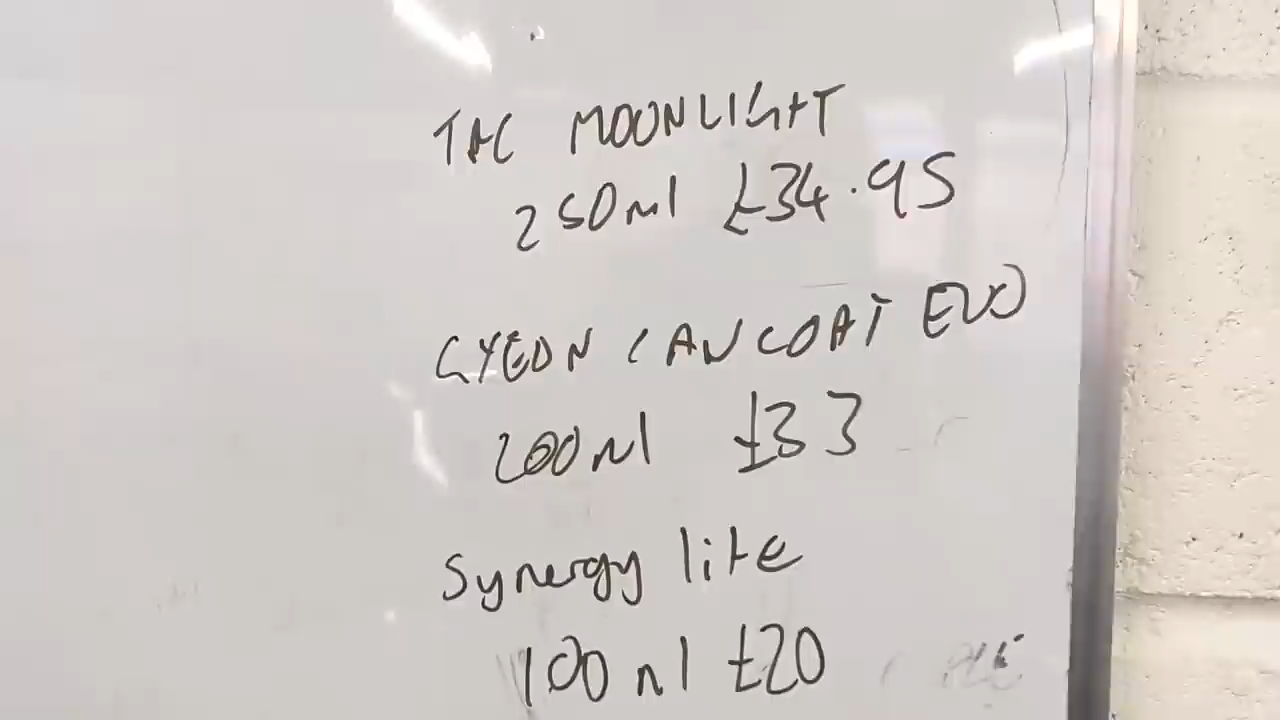 TAC MOONLIGHT
250ml £34.95
GYEON CANCOAT EVO
200ml £33
Synergy lite
100ml £20